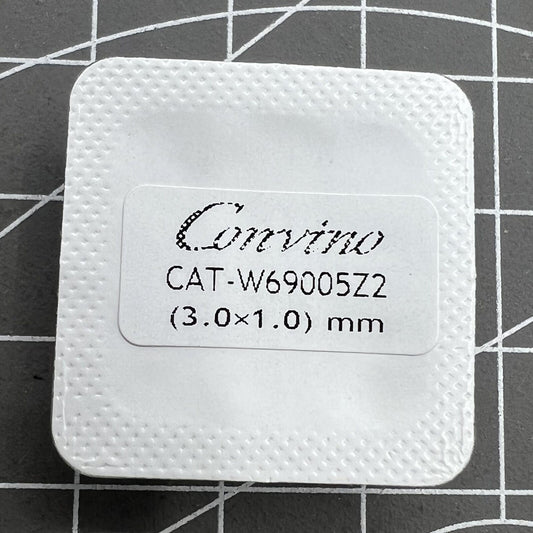 Convino
CAT-W69005Z2
(3.0×1.0) mm